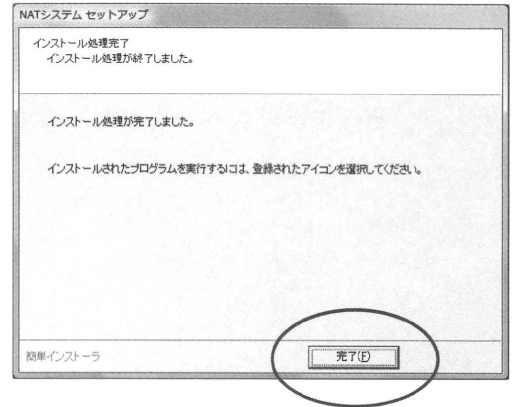 NATシステム セットアップ
インストール処理完了
インストール処理が終了しました。
インストール処理が完了しました。
インストールされたプログラムを実行するには、登録されたアイコンを選択してください。
簡単インストーラ
完了(F)